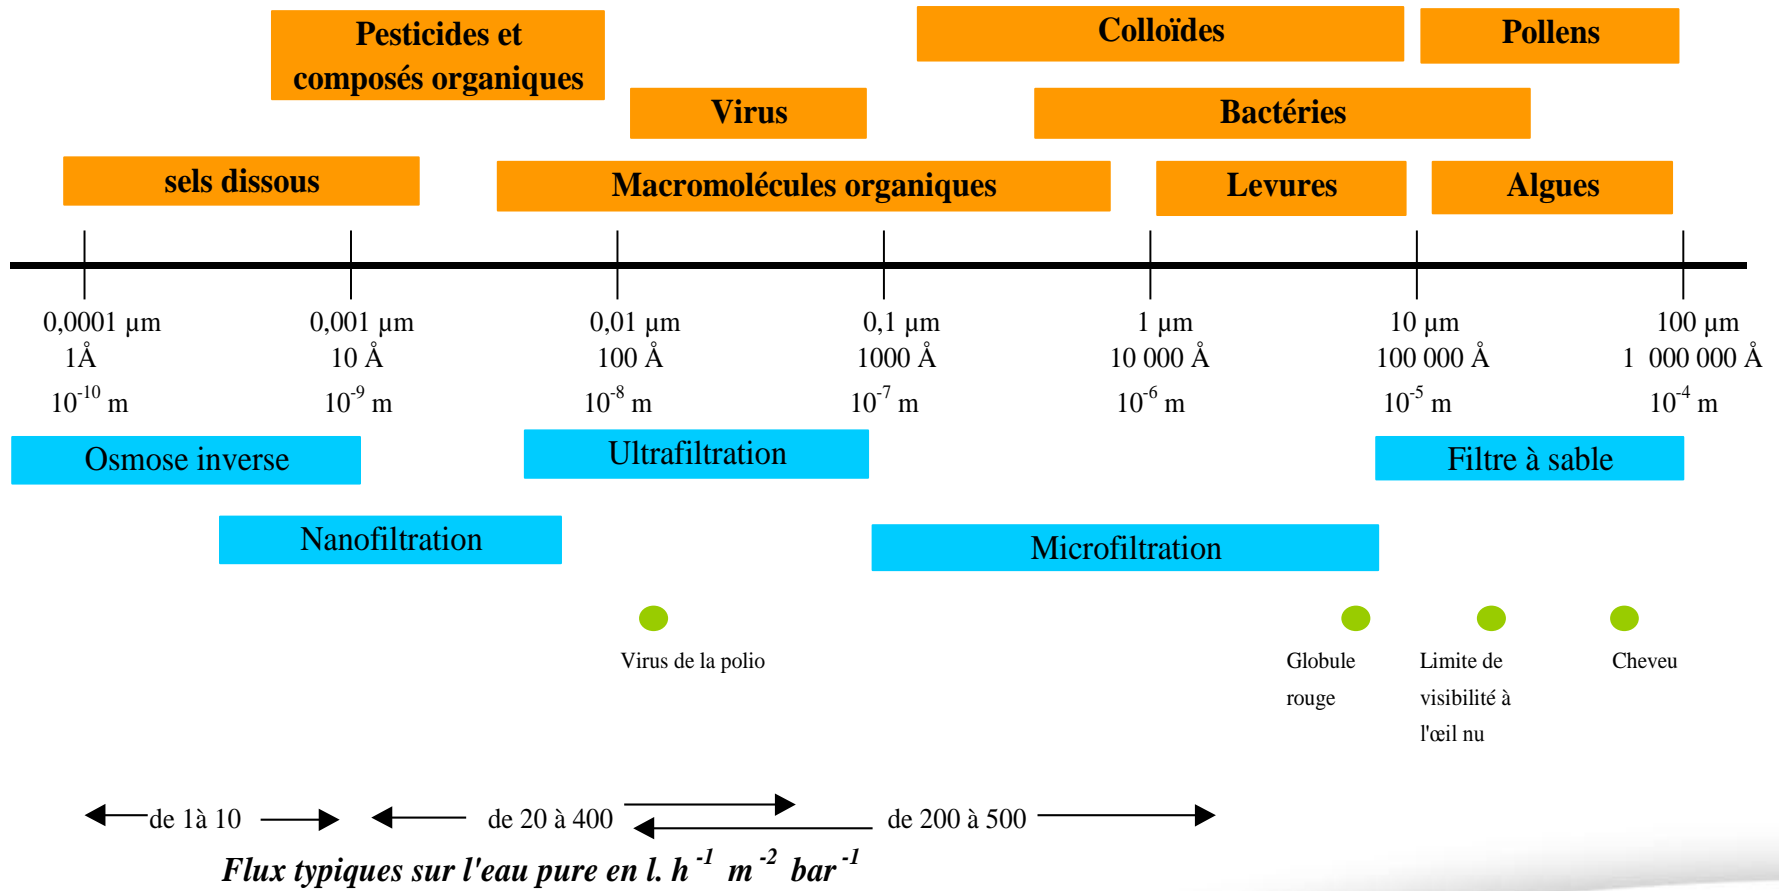 Pesticides et
composés organiques
Colloïdes
Pollens
Virus
Bactéries
sels dissous
Macromolécules organiques
Levures
Algues
0,0001 µm
0,001 µm
0,01 µm
0,1 µm
1 µm
10 µm
100 µm
1Å
10 Å
100 Å
1000 Å
10 000 Å
100 000 Å
1 000 000 Å
10⁻¹⁰ m
10⁻⁹ m
10⁻⁸ m
10⁻⁷ m
10⁻⁶ m
10⁻⁵ m
10⁻⁴ m
Osmose inverse
Ultrafiltration
Filtre à sable
Nanofiltration
Microfiltration
Virus de la polio
Globule
rouge
Limite de
visibilité à
l'œil nu
Cheveu
de 1à 10
de 20 à 400
de 200 à 500
Flux typiques sur l'eau pure en l. h⁻¹ m⁻² bar⁻¹